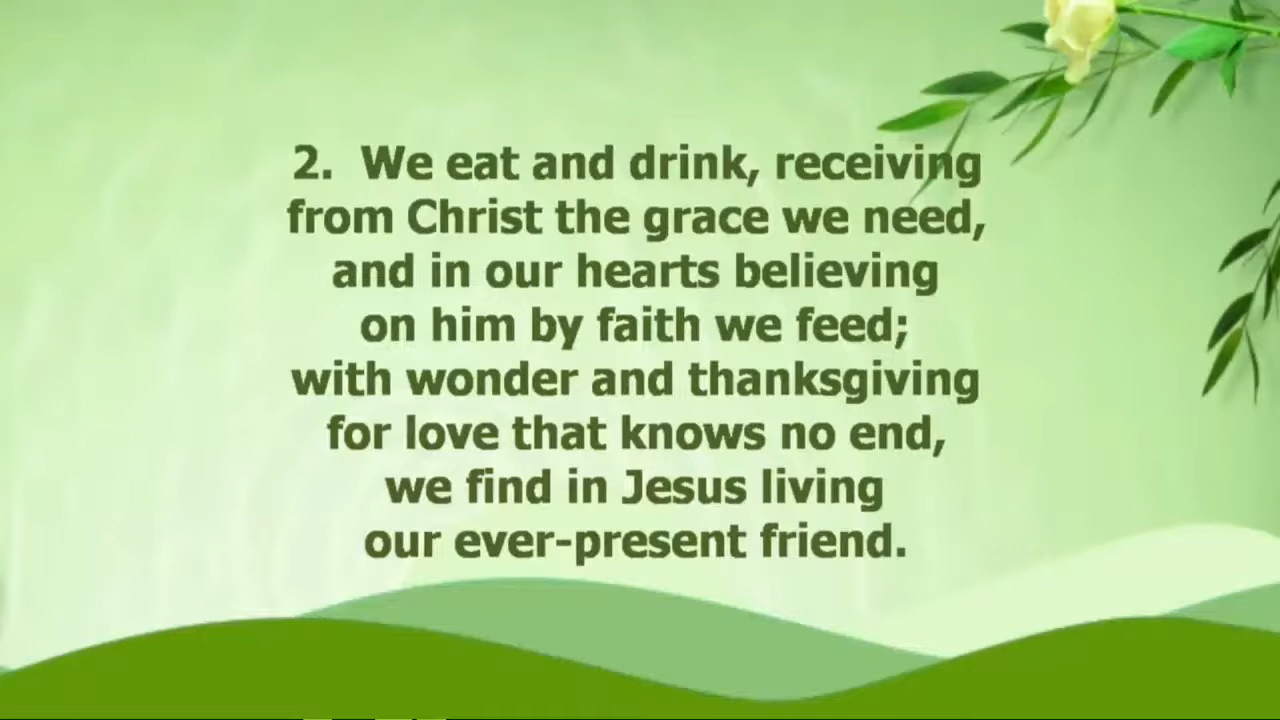 2. We eat and drink, receiving
from Christ the grace we need,
and in our hearts believing
on him by faith we feed;
with wonder and thanksgiving
for love that knows no end,
we find in Jesus living
our ever-present friend.